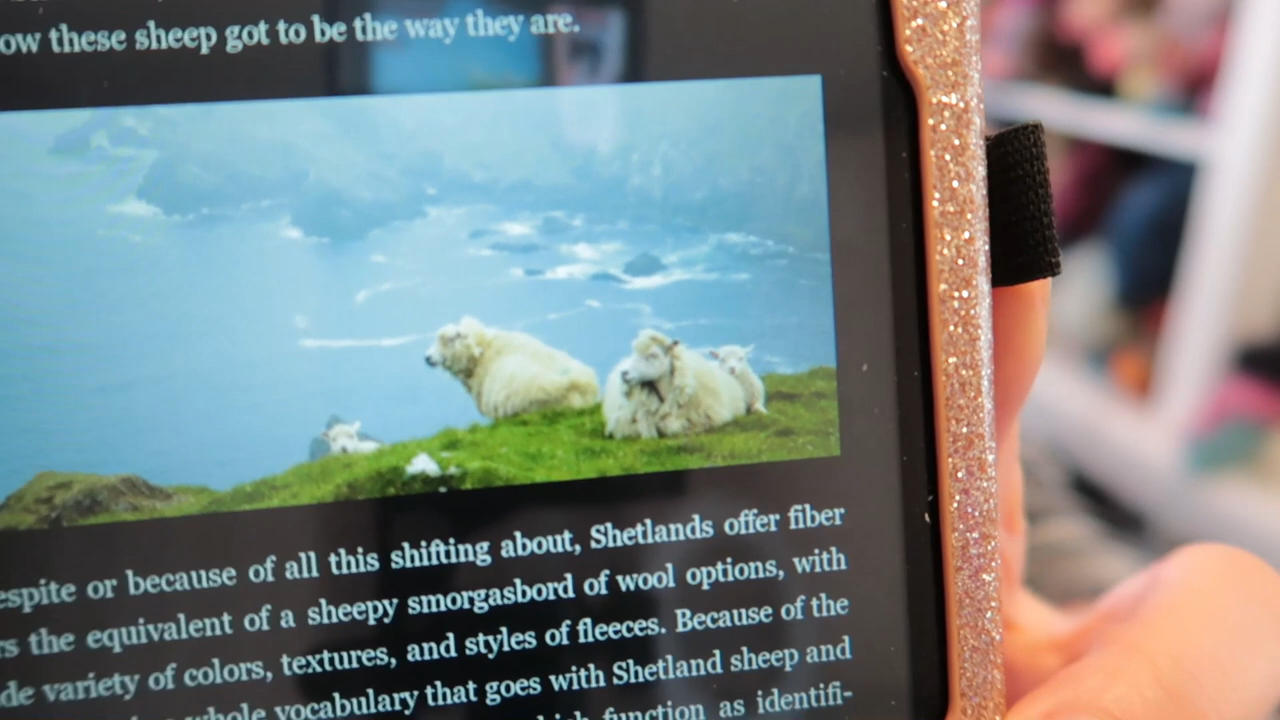 ow these sheep got to be the way they are.
espite or because of all this shifting about, Shetlands offer fiber
rs the equivalent of a sheepy smorgasbord of wool options, with
de variety of colors, textures, and styles of fleeces. Because of the
whole vocabulary that goes with Shetland sheep and
function as identifi-